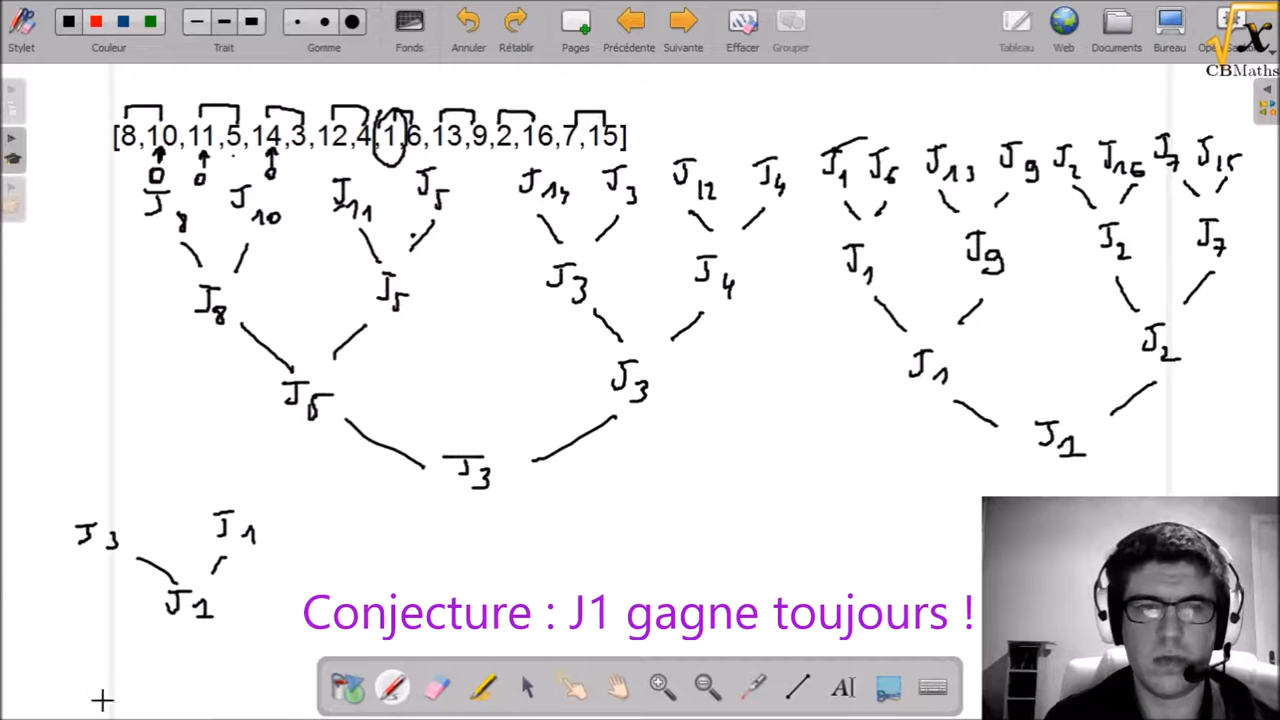 Stylet Couleur Trait Gomme Fonds Annuler Rétablir Pages Précédente Suivante Effacer Grouper Tableau Web Documents Bureau
√x
CBMaths
[8,10,11,5,14,3,12,4,1,6,13,9,2,16,7,15]
J8 J10 J11 J5 J14 J3 J12 J4 J1 J6 J13 J9 J2 J16 J7 J15
J8 J5 J3 J4 J1 J9 J2 J7
J5 J3 J1 J2
J3 J1
J3 J1
J1
Conjecture : J1 gagne toujours !